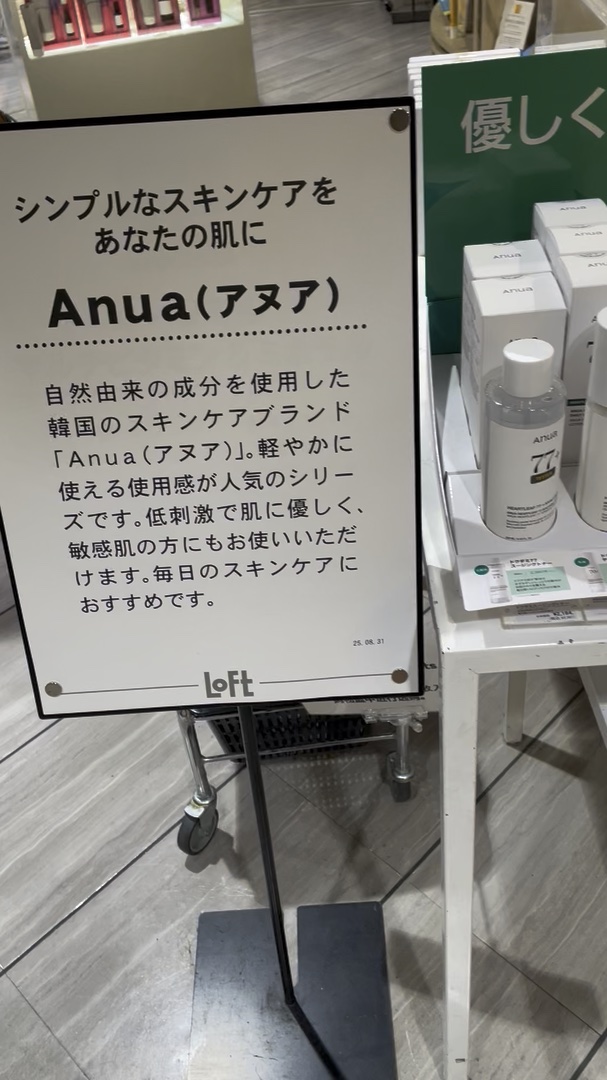 シンプルなスキンケアを
あなたの肌に
Anua(アヌア)
自然由来の成分を使用した
韓国のスキンケアブランド
「Anua(アヌア)」。軽やかに
使える使用感が人気のシリー
ズです。低刺激で肌に優しく、
敏感肌の方にもお使いいただ
けます。毎日のスキンケアに
おすすめです。
25.08.31
LOFT
優しく
ANUA
ANUA
ANUA
77+